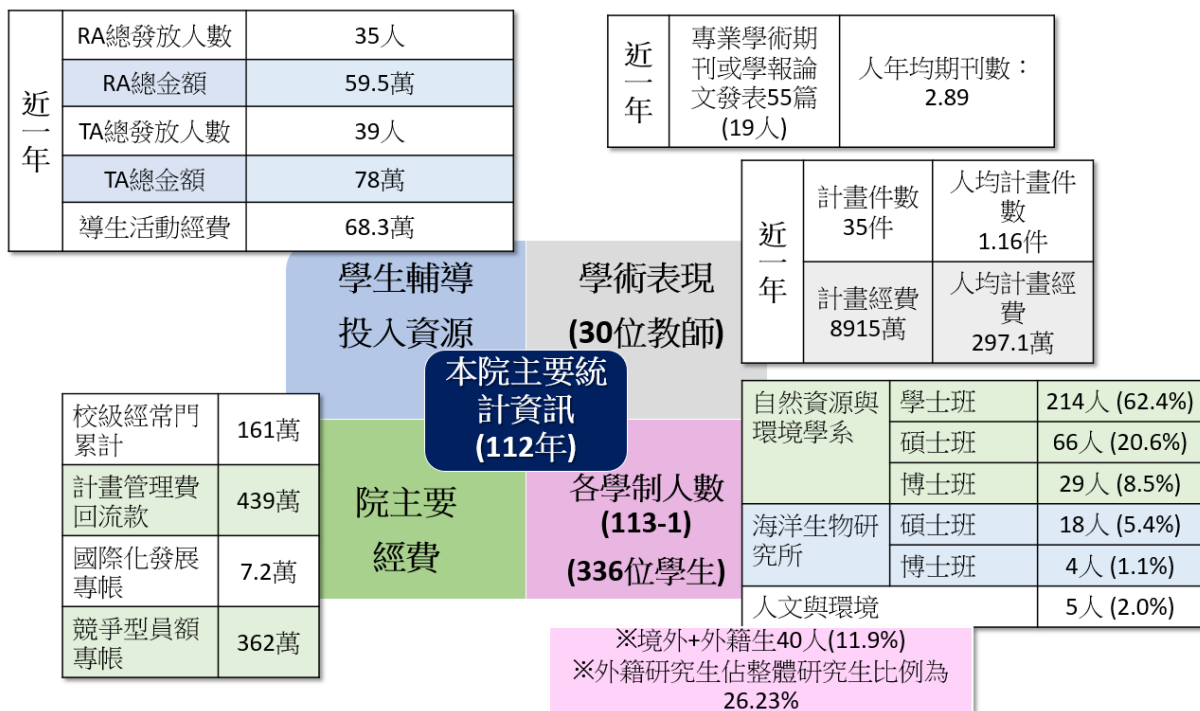 近一年
RA總發放人數 35人
RA總金額 59.5萬
TA總發放人數 39人
TA總金額 78萬
導生活動經費 68.3萬
近一年
專業學術期
刊或學報論
文發表55篇
(19人)
人年均期刊數：
2.89
近一年
計畫件數
35件
人均計畫件
數
1.16件
計畫經費
8915萬
人均計畫經
費
297.1萬
學生輔導
投入資源
學術表現
(30位教師)
本院主要統
計資訊
(112年)
院主要
經費
各學制人數
(113-1)
(336位學生)
校級經常門
累計
161萬
計畫管理費
回流款
439萬
國際化發展
專帳
7.2萬
競爭型員額
專帳
362萬
自然資源與
環境學系
學士班 214人 (62.4%)
碩士班 66人 (20.6%)
博士班 29人 (8.5%)
海洋生物研
究所
碩士班 18人 (5.4%)
博士班 4人 (1.1%)
人文與環境 5人 (2.0%)
※境外+外籍生40人(11.9%)
※外籍研究生佔整體研究生比例為
26.23%